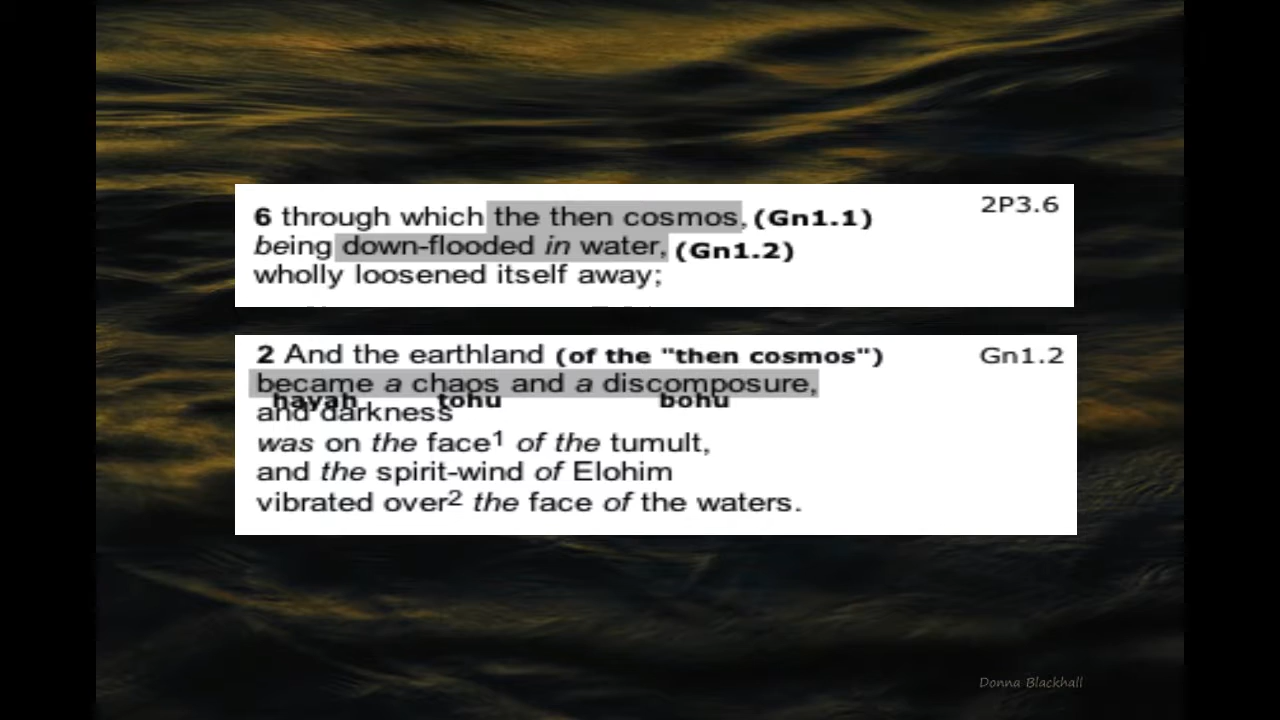 6 through which the then cosmos, (Gn1.1) 2P3.6
being down-flooded in water, (Gn1.2)
wholly loosened itself away;
2 And the earthland (of the "then cosmos") Gn1.2
became a chaos and a discomposure,
hayah tohu bohu
and darkness
was on the face1 of the tumult,
and the spirit-wind of Elohim
vibrated over2 the face of the waters.
Donna Blackhall